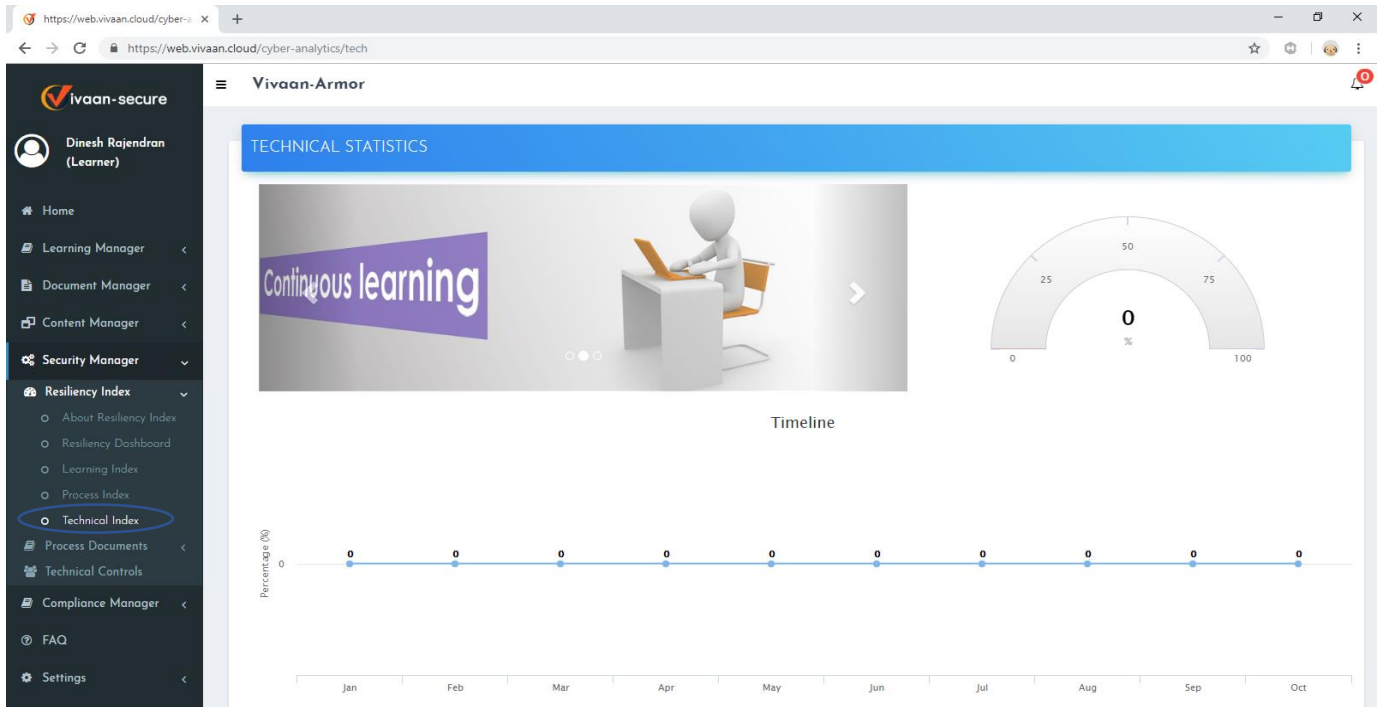 https://web.vivaan.cloud/cyber-a
https://web.vivaan.cloud/cyber-analytics/tech
ivaan-secure
Vivaan-Armor
0
Dinesh Rajendran
(Learner)
Home
Learning Manager
Document Manager
Content Manager
Security Manager
Resiliency Index
About Resiliency Index
Resiliency Dashboard
Learning Index
Process Index
Technical Index
Process Documents
Technical Controls
Compliance Manager
FAQ
Settings
TECHNICAL STATISTICS
Continuous learning
0
25
50
75
100
0
%
Timeline
Percentage (%)
0
0 0 0 0 0 0 0 0 0 0
Jan Feb Mar Apr May Jun Jul Aug Sep Oct